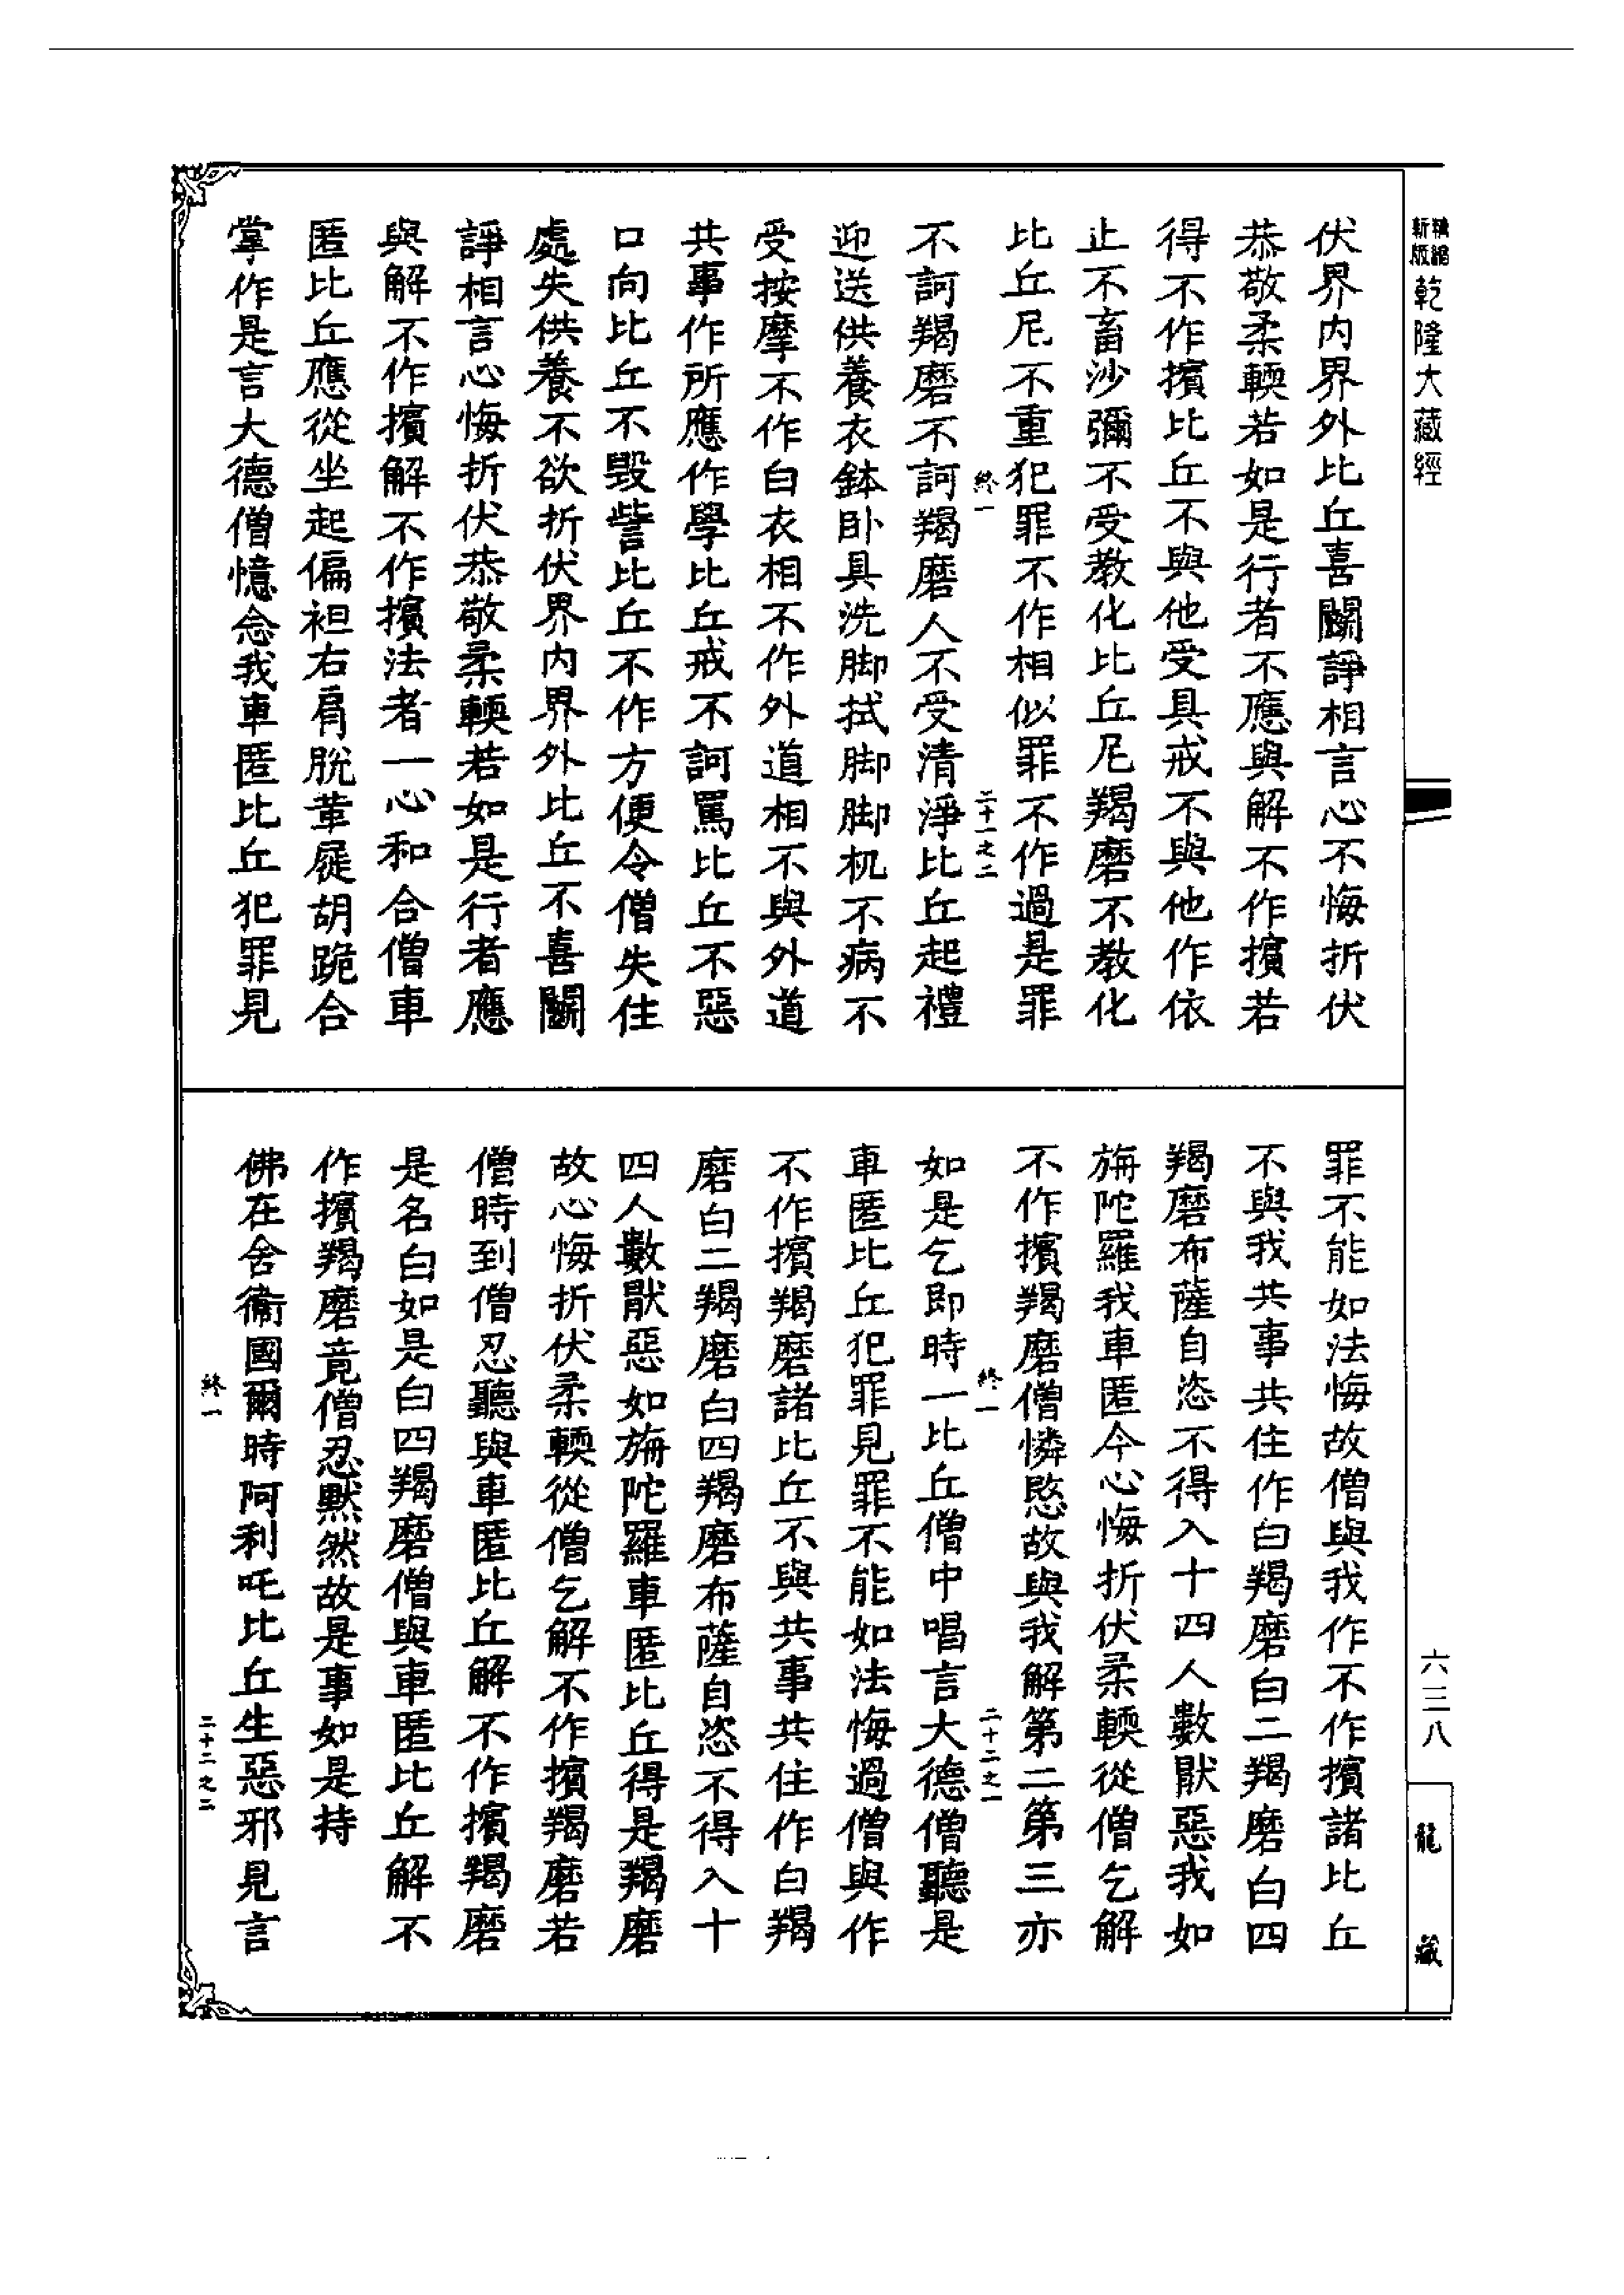 精縮新版乾隆大藏經
伏界内界外比丘喜鬬諍相言心不悔折伏
恭敬柔輭若如是行者不應與解不作擯若
得不作擯比丘不與他受具戒不與他作依
止不畜沙彌不受教化比丘尼羯磨不教化
比丘尼不重犯罪不作相似罪不作過是罪
終一 二十一之二
不訶羯磨不訶羯磨人不受清淨比丘起禮
迎送供養衣鉢卧具洗脚拭脚脚机不病不
受按摩不作白衣相不作外道相不與外道
共事作所應作學比丘戒不訶罵比丘不惡
口向比丘不毀訾比丘不作方便令僧失住
處失供養不欲折伏界内界外比丘不喜鬬
諍相言心悔折伏恭敬柔輭若如是行者應
與解不作擯解不作擯法者一心和合僧車
匿比丘應從坐起偏袒右肩脫革屣胡跪合
掌作是言大德僧憶念我車匿比丘犯罪見
罪不能如法悔故僧與我作不作擯諸比丘
不與我共事共住作白羯磨白二羯磨白四
羯磨布薩自恣不得入十四人數猒惡我如
旃陀羅我車匿今心悔折伏柔輭從僧乞解
不作擯羯磨僧憐愍故與我解第二第三亦
終一 二十二之一
如是乞即時一比丘僧中唱言大德僧聽是
車匿比丘犯罪見罪不能如法悔過僧與作
不作擯羯磨諸比丘不與共事共住作白羯
磨白二羯磨白四羯磨布薩自恣不得入十
四人數猒惡如旃陀羅車匿比丘得是羯磨
故心悔折伏柔輭從僧乞解不作擯羯磨若
僧時到僧忍聽與車匿比丘解不作擯羯磨
是名白如是白四羯磨僧與車匿比丘解不
作擯羯磨竟僧忍黙然故是事如是持
佛在舍衞國爾時阿利吒比丘生惡邪見言
終一 二十二之二
六三八
龍藏